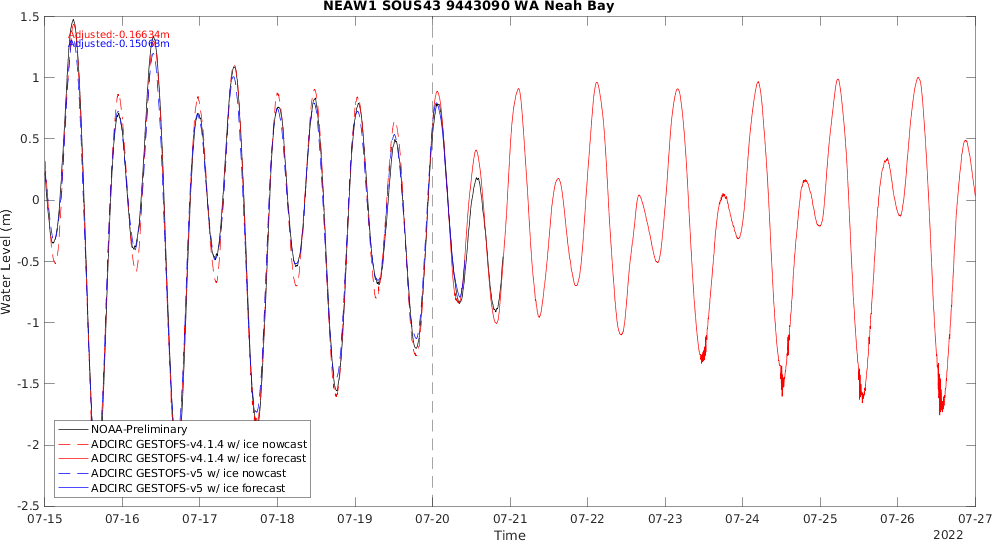 NEAW1 SOUS43 9443090 WA Neah Bay
Adjusted:-0.16634m
Adjusted:-0.15063m
1.5
1
0.5
0
-0.5
-1
-1.5
-2
-2.5
Water Level (m)
NOAA-Preliminary
ADCIRC GESTOFS-v4.1.4 w/ ice nowcast
ADCIRC GESTOFS-v4.1.4 w/ ice forecast
ADCIRC GESTOFS-v5 w/ ice nowcast
ADCIRC GESTOFS-v5 w/ ice forecast
07-15 07-16 07-17 07-18 07-19 07-20 07-21 07-22 07-23 07-24 07-25 07-26 07-27
Time
2022